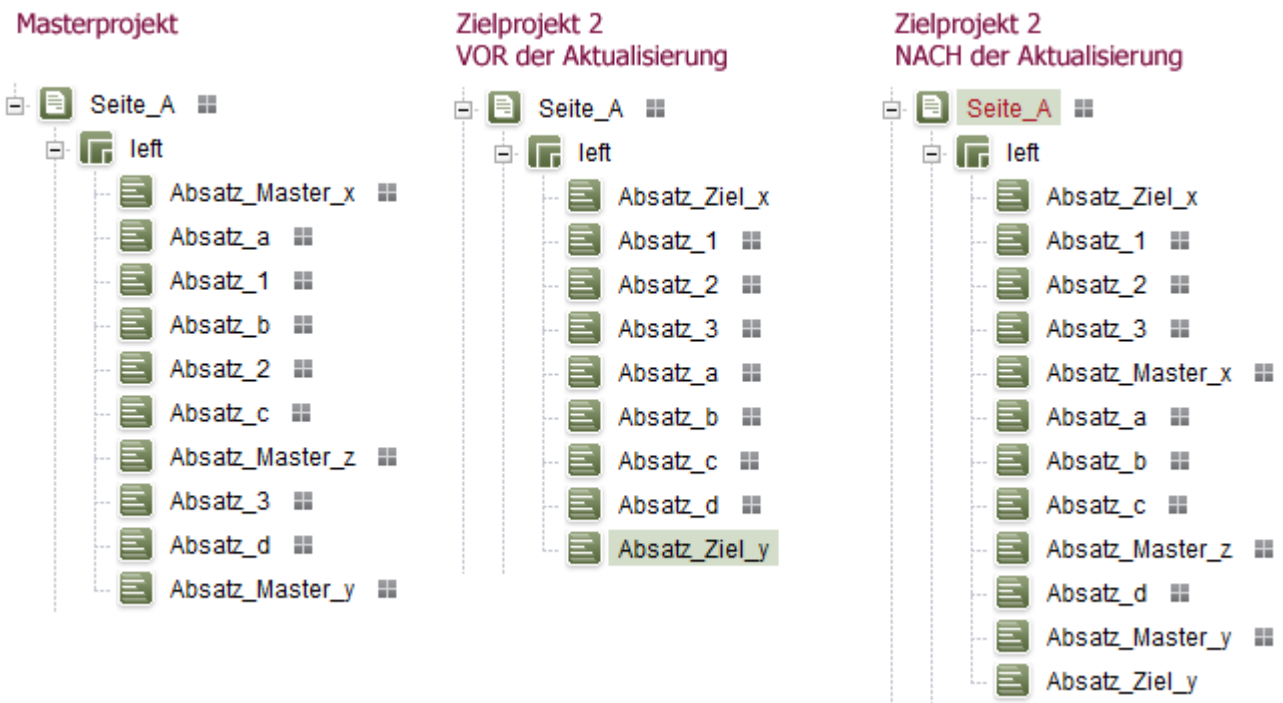 Masterprojekt
Seite_A
left
Absatz_Master_x
Absatz_a
Absatz_1
Absatz_b
Absatz_2
Absatz_c
Absatz_Master_z
Absatz_3
Absatz_d
Absatz_Master_y
Zielprojekt 2
VOR der Aktualisierung
Seite_A
left
Absatz_Ziel_x
Absatz_1
Absatz_2
Absatz_3
Absatz_a
Absatz_b
Absatz_c
Absatz_d
Absatz_Ziel_y
Zielprojekt 2
NACH der Aktualisierung
Seite_A
left
Absatz_Ziel_x
Absatz_1
Absatz_2
Absatz_3
Absatz_Master_x
Absatz_a
Absatz_b
Absatz_c
Absatz_Master_z
Absatz_d
Absatz_Master_y
Absatz_Ziel_y